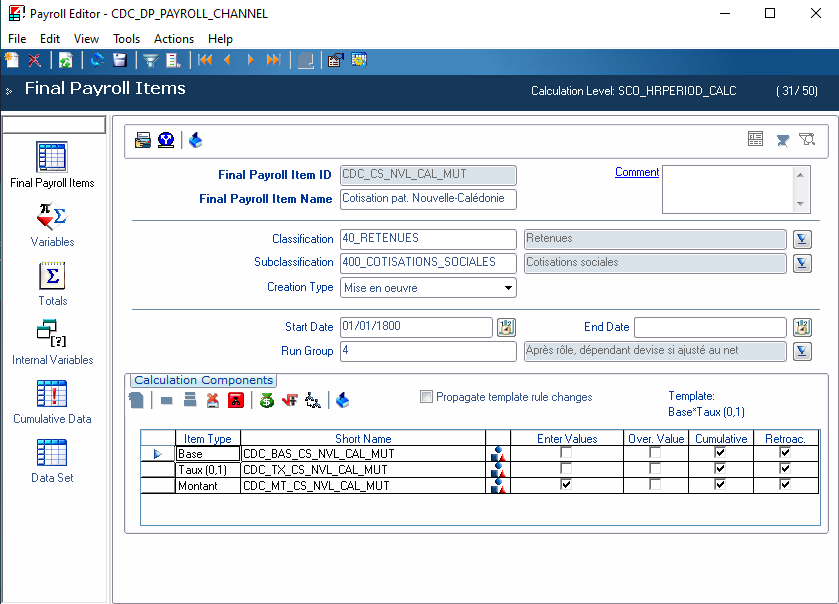 Payroll Editor - CDC_DP_PAYROLL_CHANNEL
File Edit View Tools Actions Help
Final Payroll Items
Calculation Level: SCO_HRPERIOD_CALC (31/ 50)
Final Payroll Items
Variables
Totals
Internal Variables
Cumulative Data
Data Set
Final Payroll Item ID CDC_CS_NVL_CAL_MUT
Comment
Final Payroll Item Name Cotisation pat. Nouvelle-Calédonie
Classification 40_RETENUES Retenues
Subclassification 400_COTISATIONS_SOCIALES Cotisations sociales
Creation Type Mise en oeuvre
Start Date 01/01/1800 End Date
Run Group 4 Après rôle, dépendant devise si ajusté au net
Calculation Components
Propagate template rule changes
Template:
Base*Taux (0,1)
Item Type Short Name Enter Values Over. Value Cumulative Retroac.
Base CDC_BAS_CS_NVL_CAL_MUT
Taux (0,1) CDC_TX_CS_NVL_CAL_MUT
Montant CDC_MT_CS_NVL_CAL_MUT